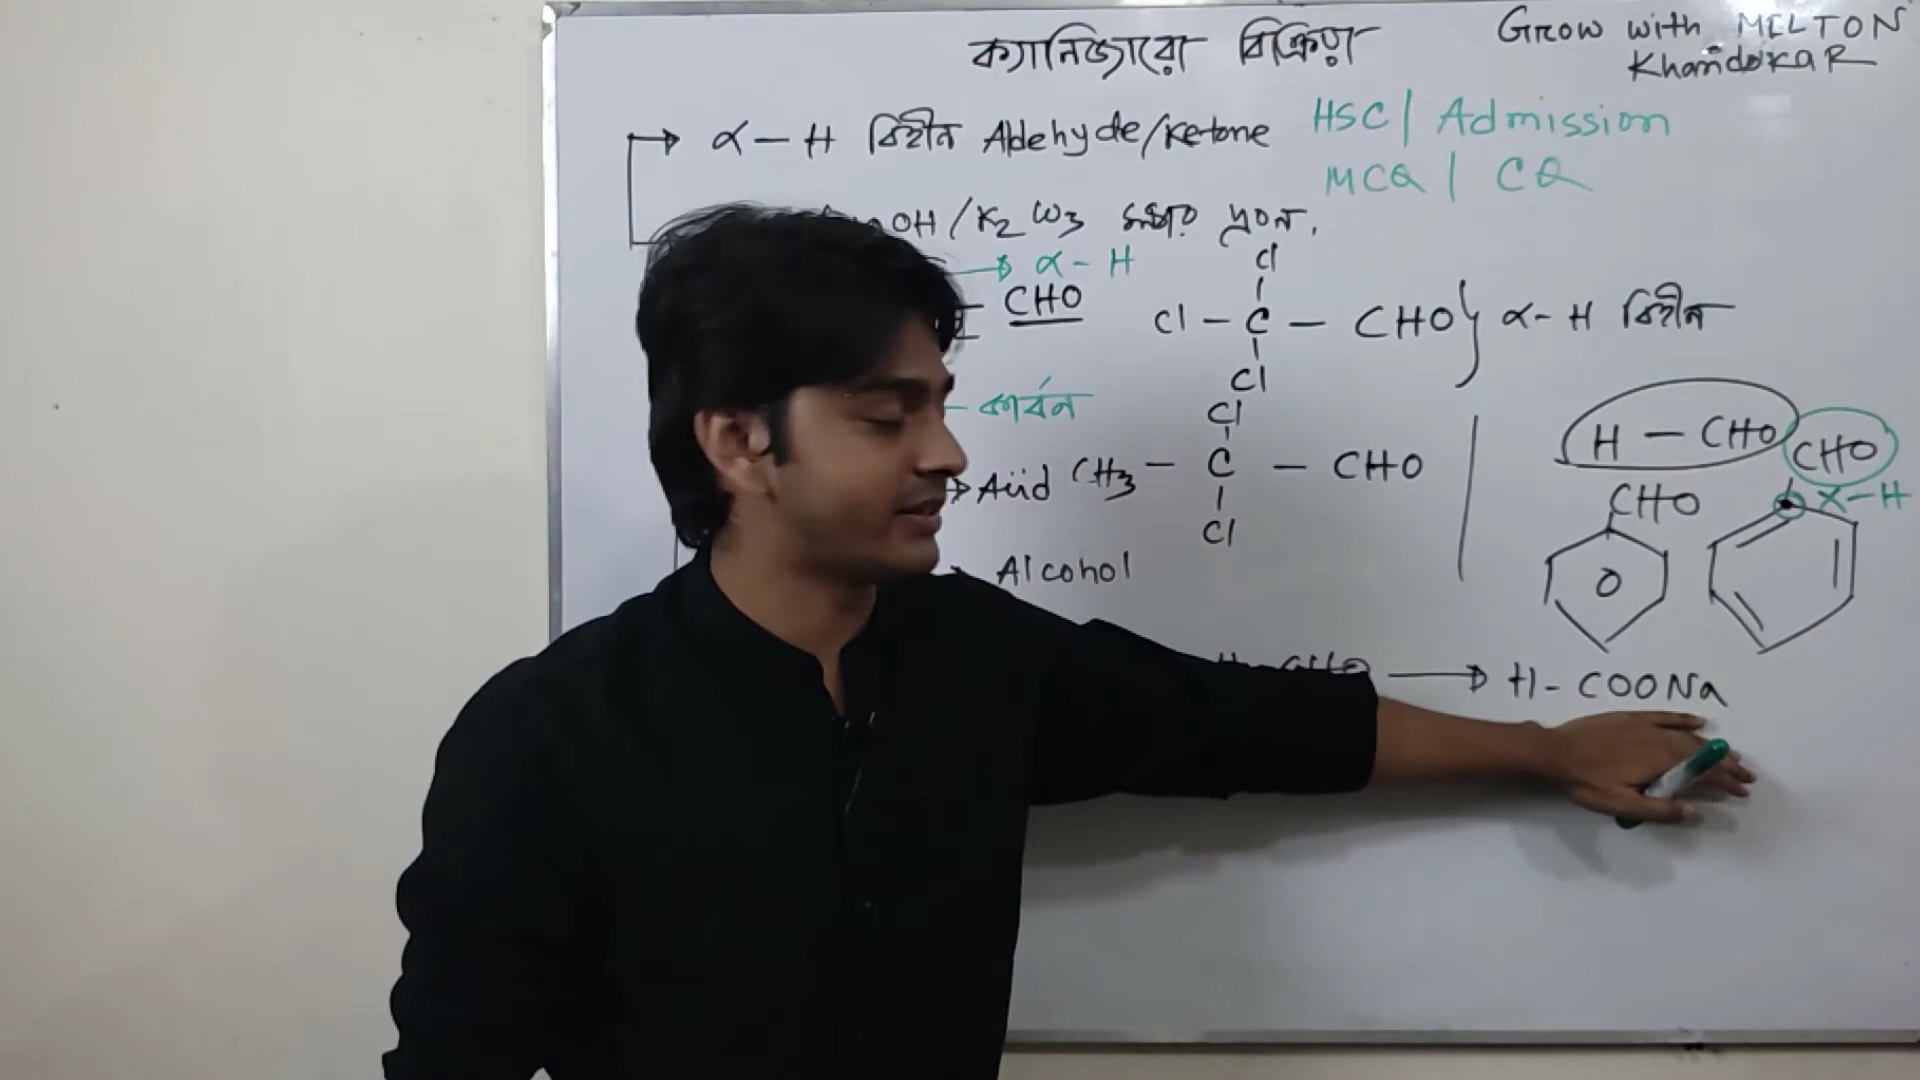 ক্যানিজারো বিক্রিয়া
Grow with MELTON
Khandokar
α – H বিহীন Aldehyde/Ketone
HSC | Admission
MCQ | CQ
OH / K2CO3
α – H
Cl
CHO
Cl – C – CHO } α – H বিহীন
Cl
কার্বন
Cl
H – CHO
CHO
Acid
CH3 – C – CHO
CHO
α – H
Cl
Alcohol
H – CHO → H – COONa